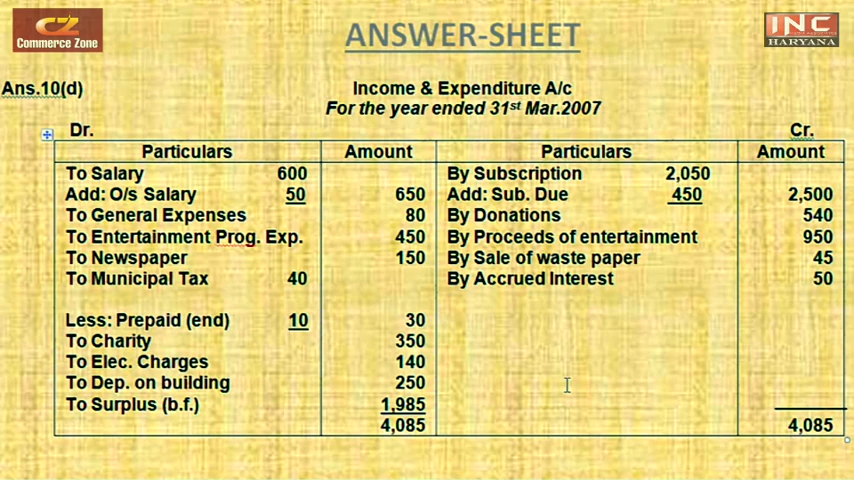 CZ
Commerce Zone
ANSWER-SHEET
INC
HARYANA
Ans.10(d)
Income & Expenditure A/c
For the year ended 31st Mar.2007
Dr. Cr.
Particulars Amount Particulars Amount
To Salary 600 By Subscription 2,050
Add: O/s Salary 50 650 Add: Sub. Due 450 2,500
To General Expenses 80 By Donations 540
To Entertainment Prog. Exp. 450 By Proceeds of entertainment 950
To Newspaper 150 By Sale of waste paper 45
To Municipal Tax 40 By Accrued Interest 50
Less: Prepaid (end) 10 30
To Charity 350
To Elec. Charges 140
To Dep. on building 250
To Surplus (b.f.) 1,985
4,085 4,085